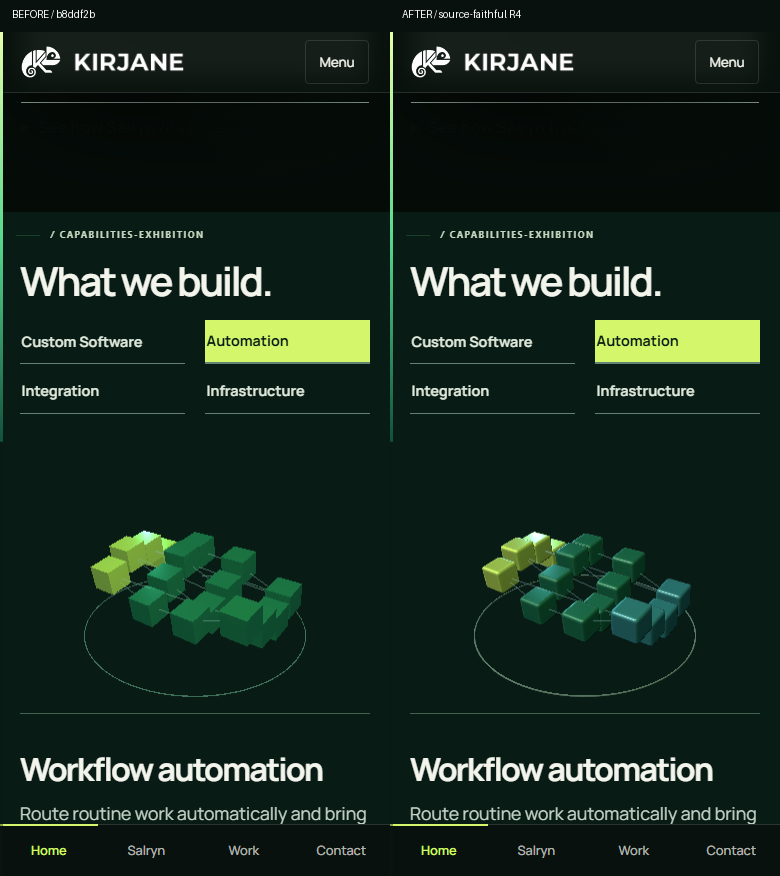 BEFORE / b8ddf2b
AFTER / source-faithful R4
KIRJANE
Menu
/ CAPABILITIES-EXHIBITION
What we build.
Custom Software
Automation
Integration
Infrastructure
Workflow automation
Route routine work automatically and bring
Home
Salryn
Work
Contact
KIRJANE
Menu
/ CAPABILITIES-EXHIBITION
What we build.
Custom Software
Automation
Integration
Infrastructure
Workflow automation
Route routine work automatically and bring
Home
Salryn
Work
Contact